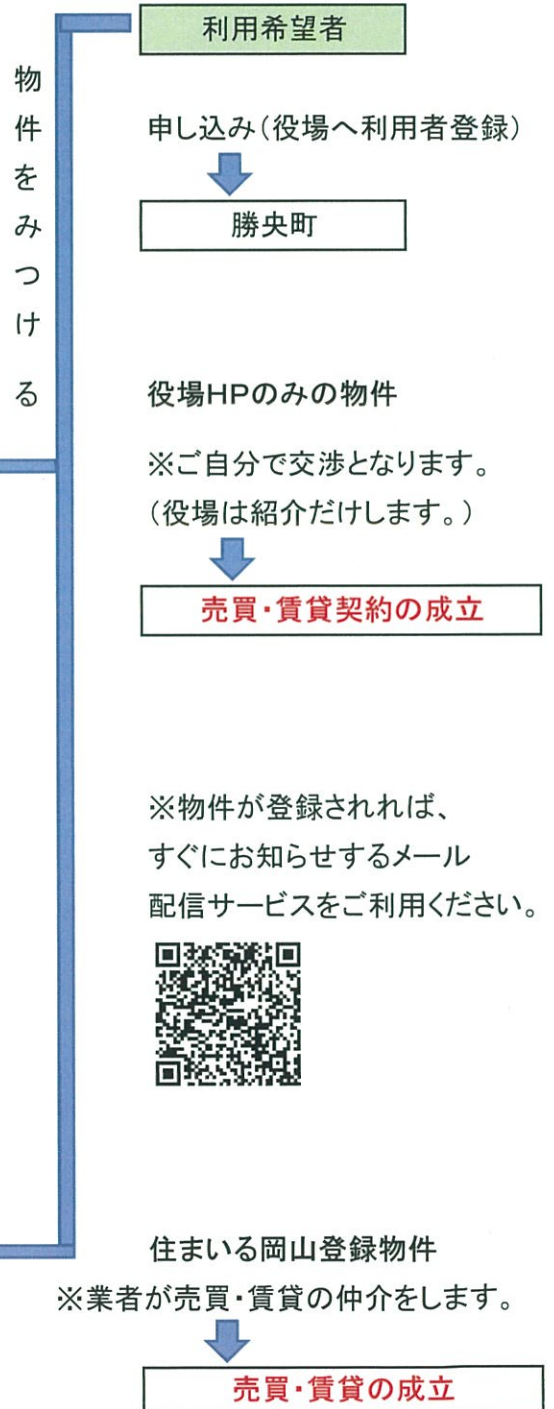 物件をみつける
利用希望者
申し込み(役場へ利用者登録)
勝央町
役場HPのみの物件
※ご自分で交渉となります。
(役場は紹介だけします。)
売買・賃貸契約の成立
※物件が登録されれば、
すぐにお知らせするメール
配信サービスをご利用ください。
住まいる岡山登録物件
※業者が売買・賃貸の仲介をします。
売買・賃貸の成立